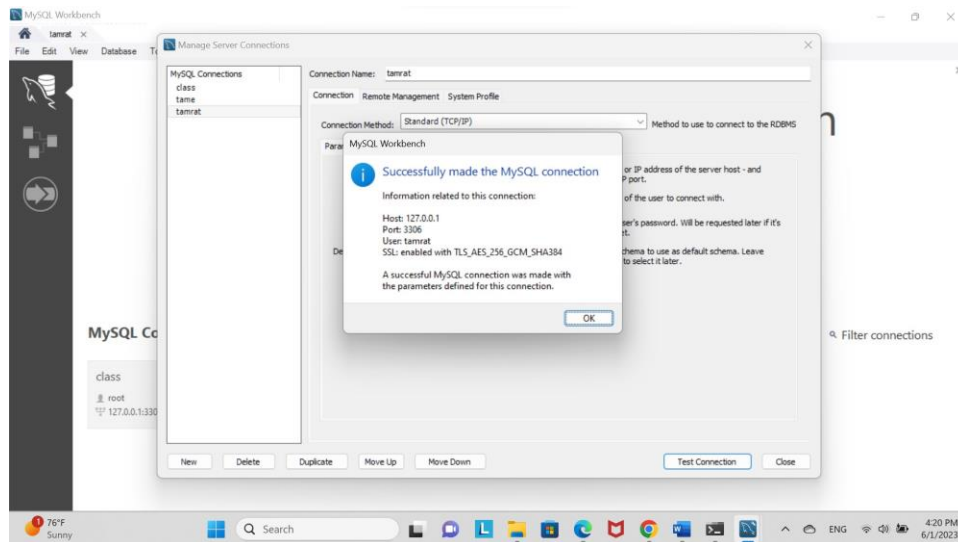 MySQL Workbench
tamrat ×
File Edit View Database
Manage Server Connections
MySQL Connections
class
tame
tamrat
Connection Name: tamrat
Connection Remote Management System Profile
Connection Method: Standard (TCP/IP) Method to use to connect to the RDBMS
MySQL Workbench
Successfully made the MySQL connection
Information related to this connection:
Host: 127.0.0.1
Port: 3306
User: tamrat
SSL: enabled with TLS_AES_256_GCM_SHA384
A successful MySQL connection was made with
the parameters defined for this connection.
OK
or IP address of the server host - and
P port.
of the user to connect with.
ser's password. Will be requested later if it's
et.
chema to use as default schema. Leave
to select it later.
De
n
MySQL Co
Filter connections
class
root
127.0.0.1:330
New Delete Duplicate Move Up Move Down Test Connection Close
1
76°F
Sunny
Search
L
ENG
4:20 PM
6/1/2023